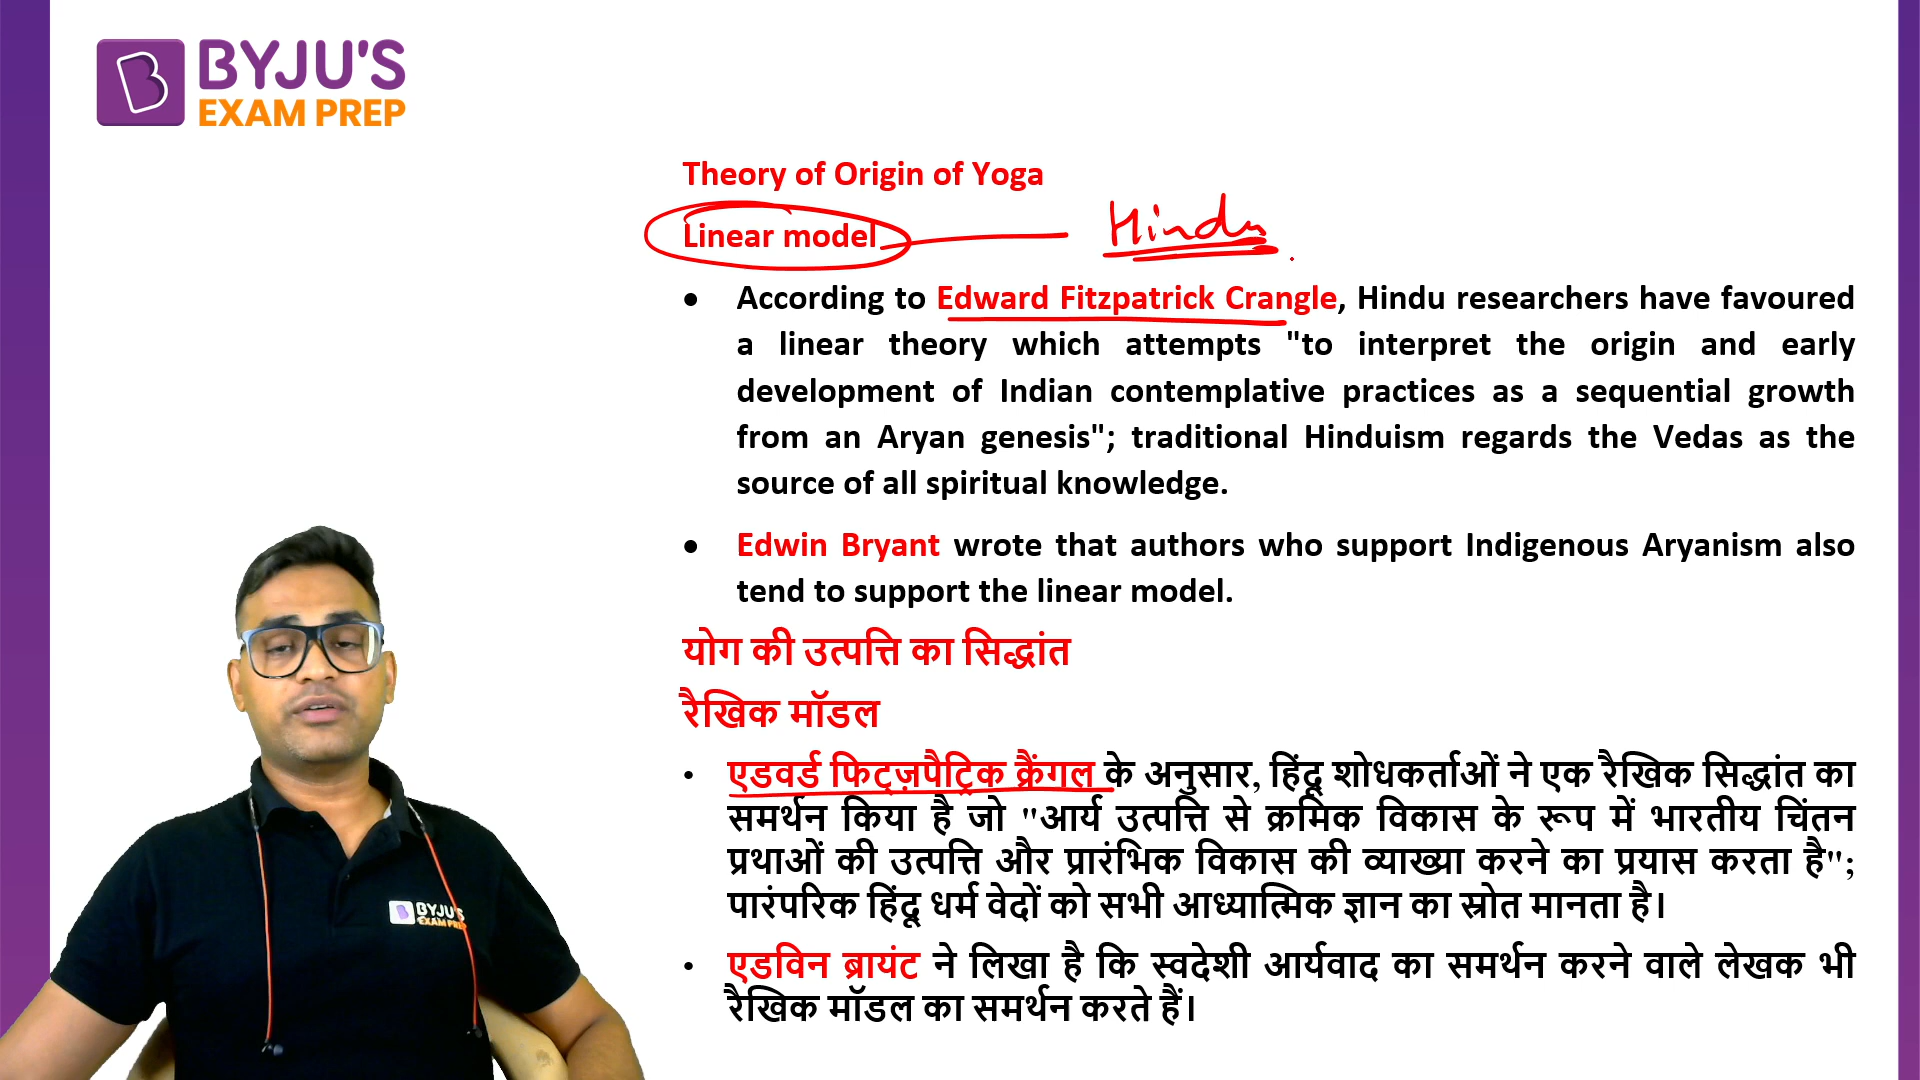 BYJU'S
EXAM PREP
Theory of Origin of Yoga
Linear model
Hindu
• According to Edward Fitzpatrick Crangle, Hindu researchers have favoured
a linear theory which attempts "to interpret the origin and early
development of Indian contemplative practices as a sequential growth
from an Aryan genesis"; traditional Hinduism regards the Vedas as the
source of all spiritual knowledge.
• Edwin Bryant wrote that authors who support Indigenous Aryanism also
tend to support the linear model.
योग की उत्पत्ति का सिद्धांत
रैखिक मॉडल
• एडवर्ड फिट्ज़पैट्रिक क्रैंगल के अनुसार, हिंदू शोधकर्ताओं ने एक रैखिक सिद्धांत का
समर्थन किया है जो "आर्य उत्पत्ति से क्रमिक विकास के रूप में भारतीय चिंतन
प्रथाओं की उत्पत्ति और प्रारंभिक विकास की व्याख्या करने का प्रयास करता है";
पारंपरिक हिंदू धर्म वेदों को सभी आध्यात्मिक ज्ञान का स्रोत मानता है।
• एडविन ब्रायंट ने लिखा है कि स्वदेशी आर्यवाद का समर्थन करने वाले लेखक भी
रैखिक मॉडल का समर्थन करते हैं।
BYJU'S
EXAM PREP